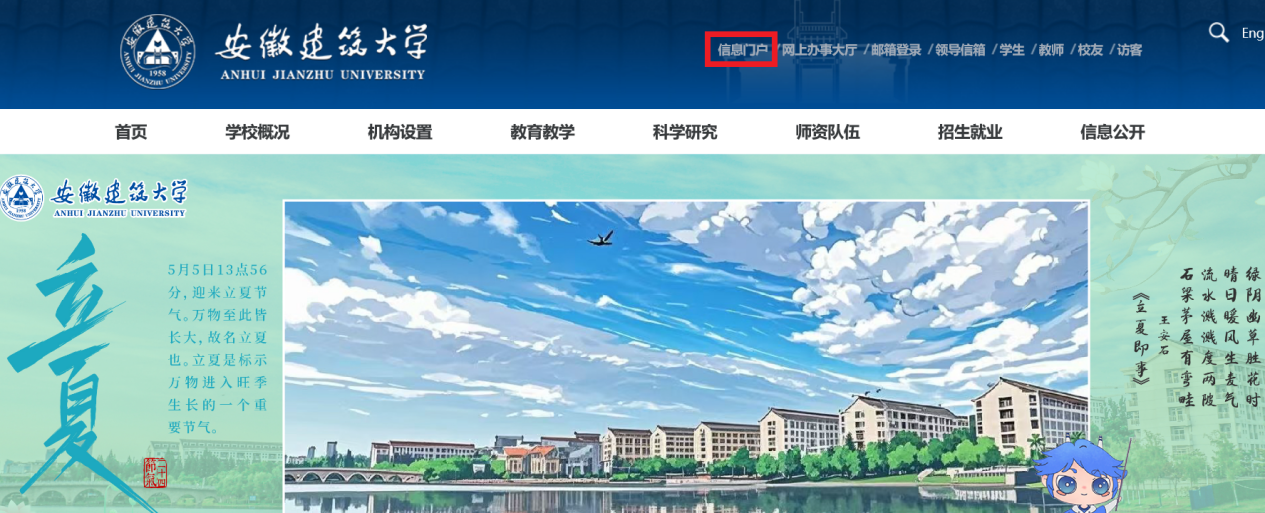 安徽建筑大学
ANHUI JIANZHU UNIVERSITY
1958
信息门户 / 网上办事大厅 / 邮箱登录 / 领导信箱 / 学生 / 教师 / 校友 / 访客
Eng
首页 学校概况 机构设置 教育教学 科学研究 师资队伍 招生就业 信息公开
安徽建筑大学
ANHUI JIANZHU UNIVERSITY
立夏
5月5日13点56
分,迎来立夏节
气。万物至此皆
长大,故名立夏
也。立夏是标示
万物进入旺季
生长的一个重
要节气。
绿阴幽草胜花时
晴日暖风生麦气
流水溅溅度两陂
石梁茅屋有弯碕
王安石
《立夏即事》